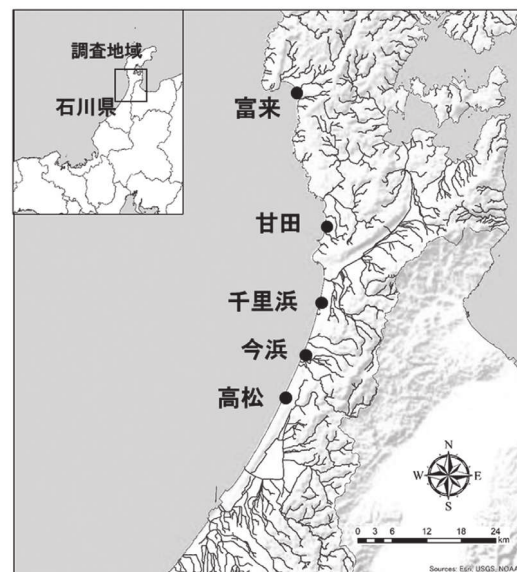 調査地域
石川県
富来
甘田
千里浜
今浜
高松
N
W E
S
0 3 6 12 18 24
km
Sources: Esri, USGS, NOAA